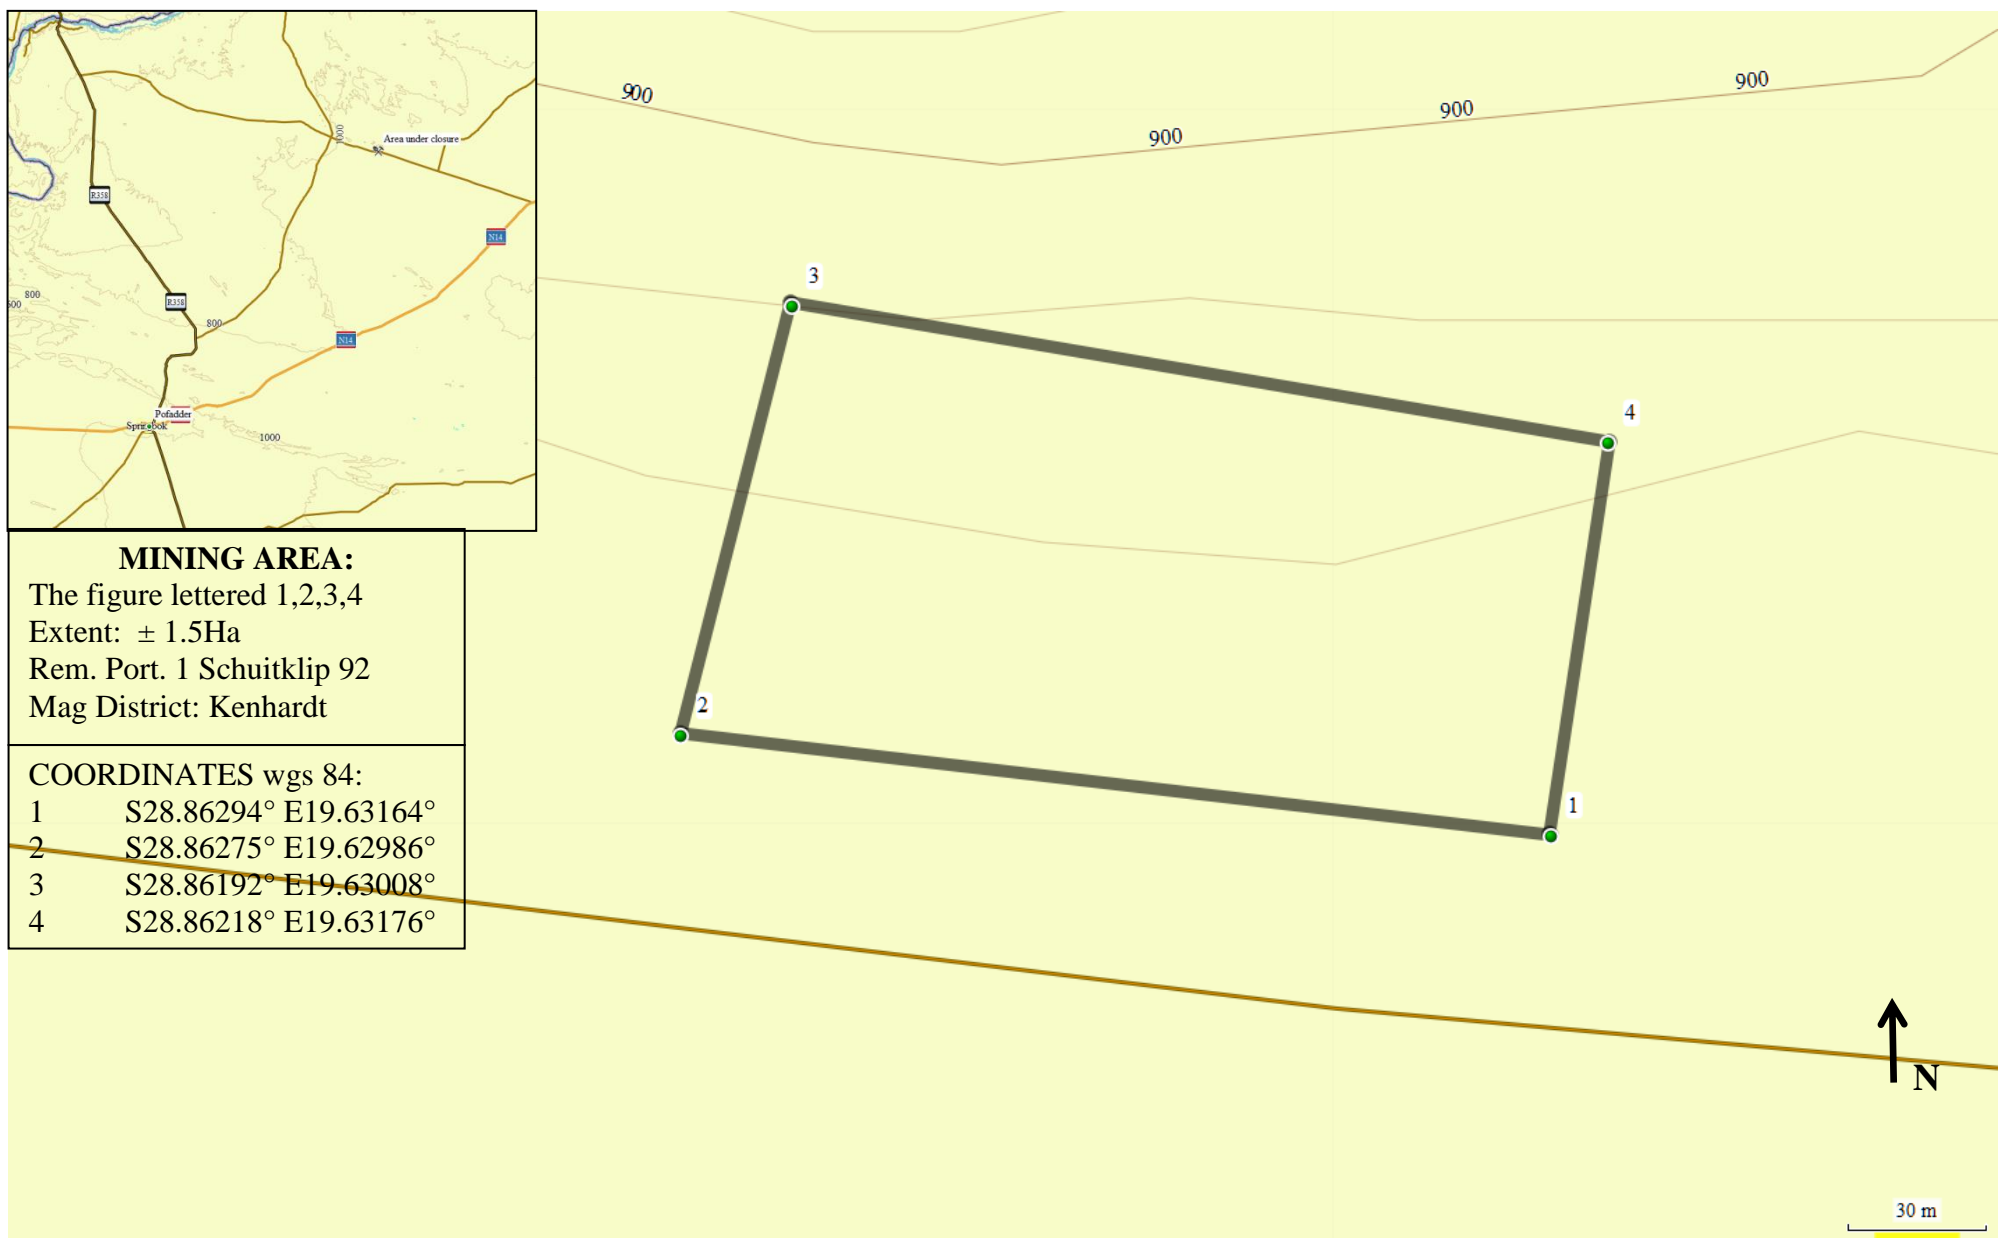 1000
Area under closure
R358
N14
R358
800
500
800
N14
Pofadder
1000
900
900
900
900
3
4
2
1
MINING AREA:
The figure lettered 1,2,3,4
Extent: ± 1.5Ha
Rem. Port. 1 Schuitklip 92
Mag District: Kenhardt
COORDINATES wgs 84:
1 S28.86294° E19.63164°
2 S28.86275° E19.62986°
3 S28.86192° E19.63008°
4 S28.86218° E19.63176°
N
30 m